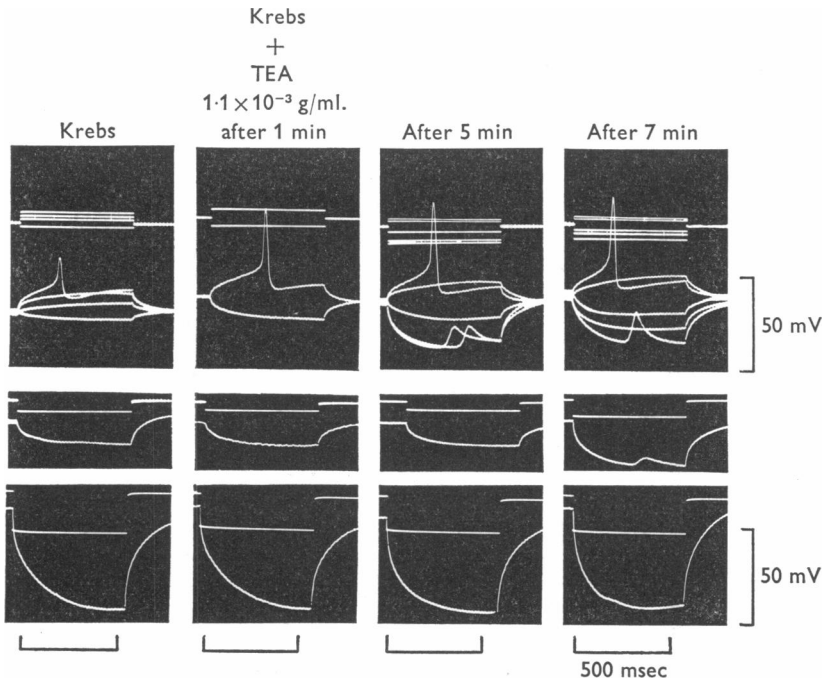 Krebs
+
TEA
1·1 × 10⁻³ g/ml.
Krebs
after 1 min
After 5 min
After 7 min
50 mV
50 mV
500 msec